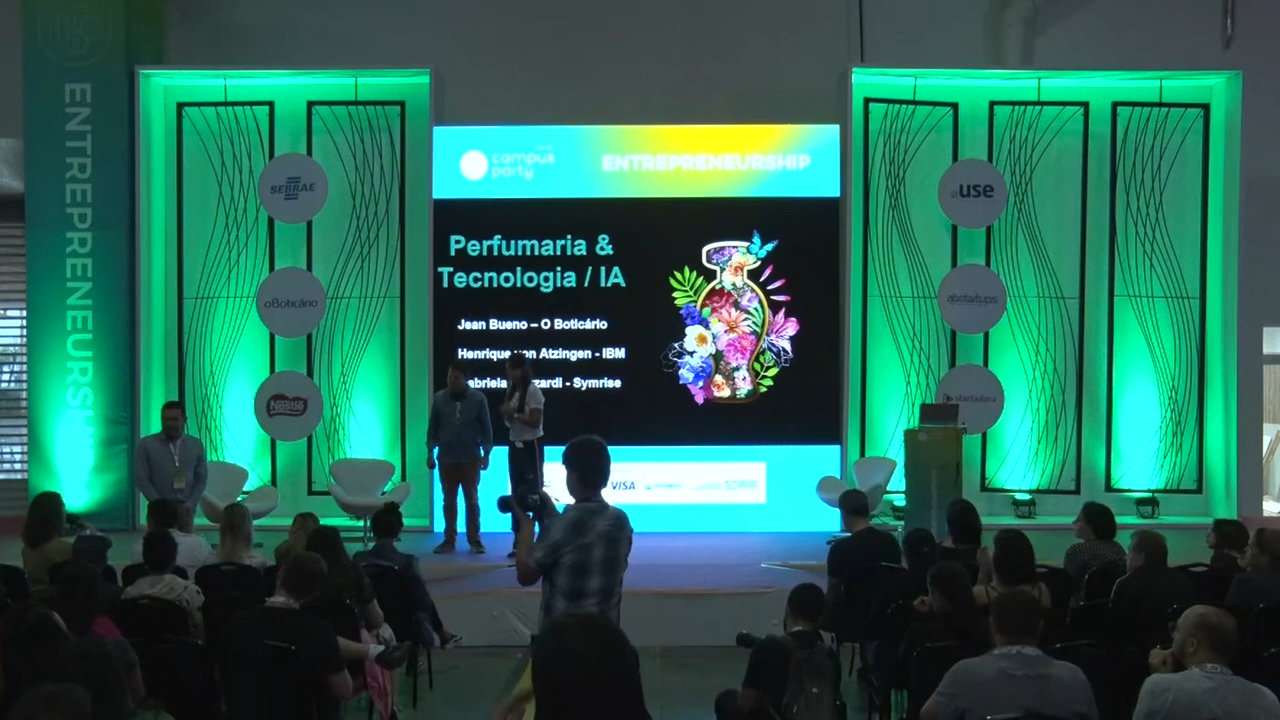 ENTREPRENEURSHIP
SEBRAE
oBoticário
Nestlé
campus
party
ENTREPRENEURSHIP
Perfumaria &
Tecnologia / IA
Jean Bueno – O Boticário
Henrique von Atzingen - IBM
- Symrise
VISA
use
abstartups
startadora